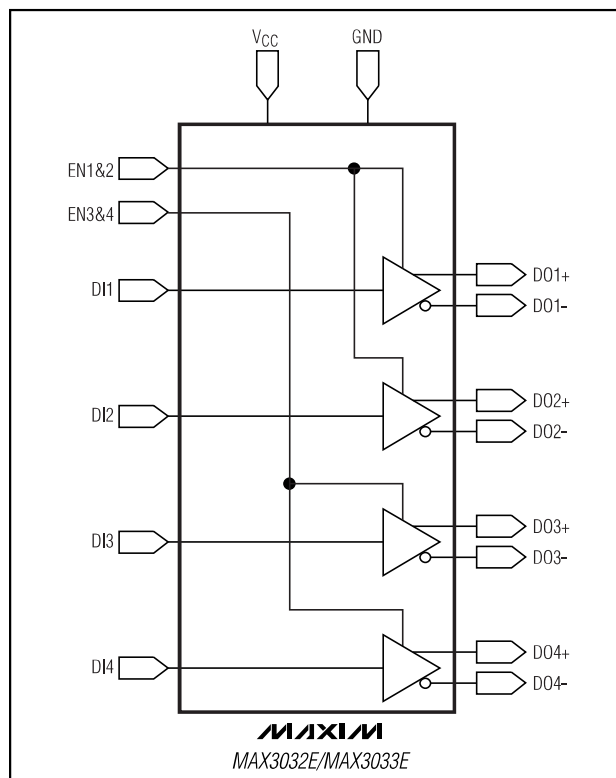 VCC GND
EN1&2
EN3&4
DI1
DO1+
DO1-
DI2
DO2+
DO2-
DI3
DO3+
DO3-
DI4
DO4+
DO4-
MAXIM
MAX3032E/MAX3033E